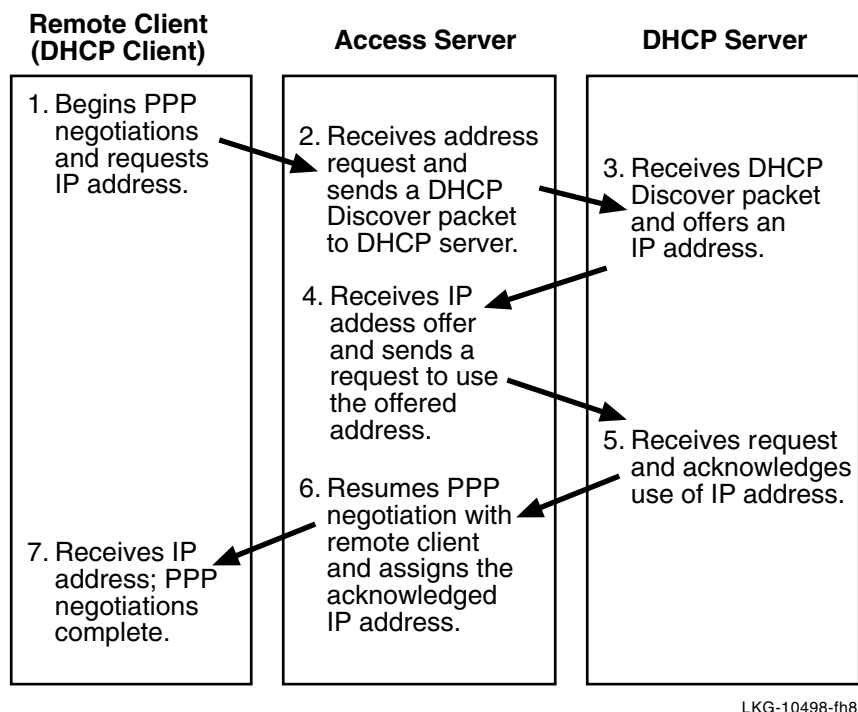 Remote Client
(DHCP Client)
Access Server
DHCP Server
1. Begins PPP
negotiations
and requests
IP address.
2. Receives address
request and
sends a DHCP
Discover packet
to DHCP server.
3. Receives DHCP
Discover packet
and offers an
IP address.
4. Receives IP
addess offer
and sends a
request to use
the offered
address.
5. Receives request
and acknowledges
use of IP address.
6. Resumes PPP
negotiation with
remote client
and assigns the
acknowledged
IP address.
7. Receives IP
address; PPP
negotiations
complete.
LKG-10498-fh8